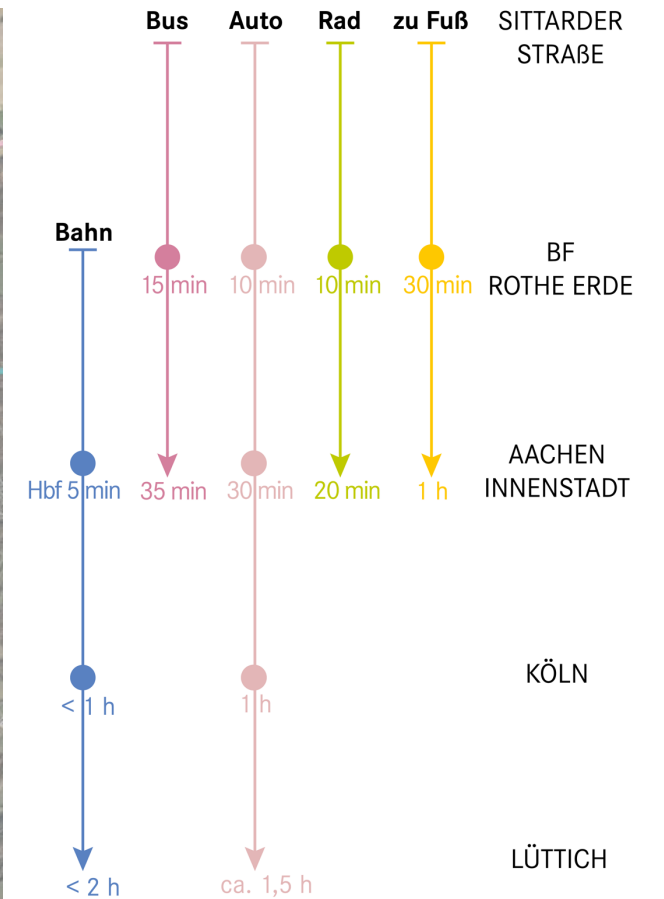 Bus Auto Rad zu Fuß SITTARDER
STRAßE
Bahn
BF
ROTHE ERDE
15 min 10 min 10 min 30 min
AACHEN
INNENSTADT
Hbf 5 min 35 min 30 min 20 min 1 h
KÖLN
< 1 h 1 h
LÜTTICH
< 2 h ca. 1,5 h